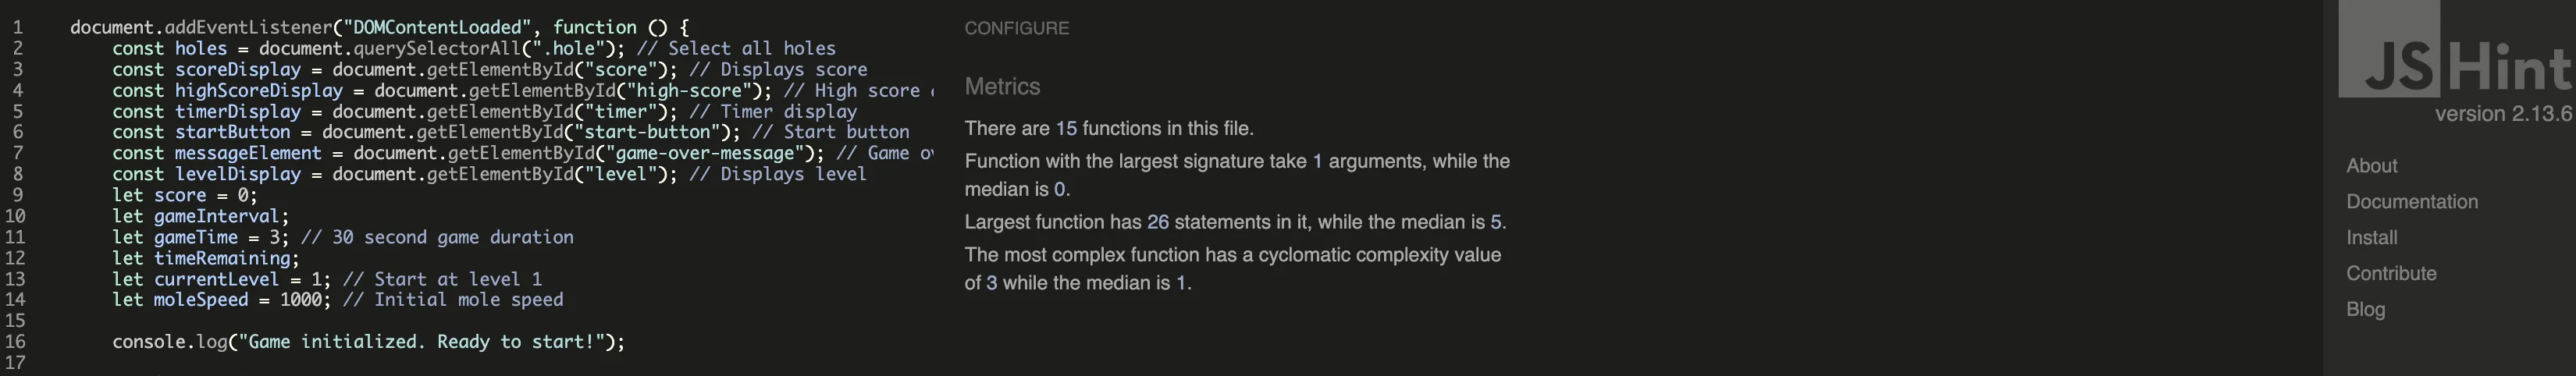 1 document.addEventListener("DOMContentLoaded", function () {
2 const holes = document.querySelectorAll(".hole"); // Select all holes
3 const scoreDisplay = document.getElementById("score"); // Displays score
4 const highScoreDisplay = document.getElementById("high-score"); // High score
5 const timerDisplay = document.getElementById("timer"); // Timer display
6 const startButton = document.getElementById("start-button"); // Start button
7 const messageElement = document.getElementById("game-over-message"); // Game
8 const levelDisplay = document.getElementById("level"); // Displays level
9 let score = 0;
10 let gameInterval;
11 let gameTime = 3; // 30 second game duration
12 let timeRemaining;
13 let currentLevel = 1; // Start at level 1
14 let moleSpeed = 1000; // Initial mole speed
15
16 console.log("Game initialized. Ready to start!");
17
CONFIGURE
Metrics
There are 15 functions in this file.
Function with the largest signature take 1 arguments, while the
median is 0.
Largest function has 26 statements in it, while the median is 5.
The most complex function has a cyclomatic complexity value
of 3 while the median is 1.
JSHint
version 2.13.6
About
Documentation
Install
Contribute
Blog